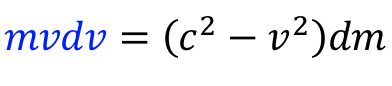 mvdv = (c² − v²)dm